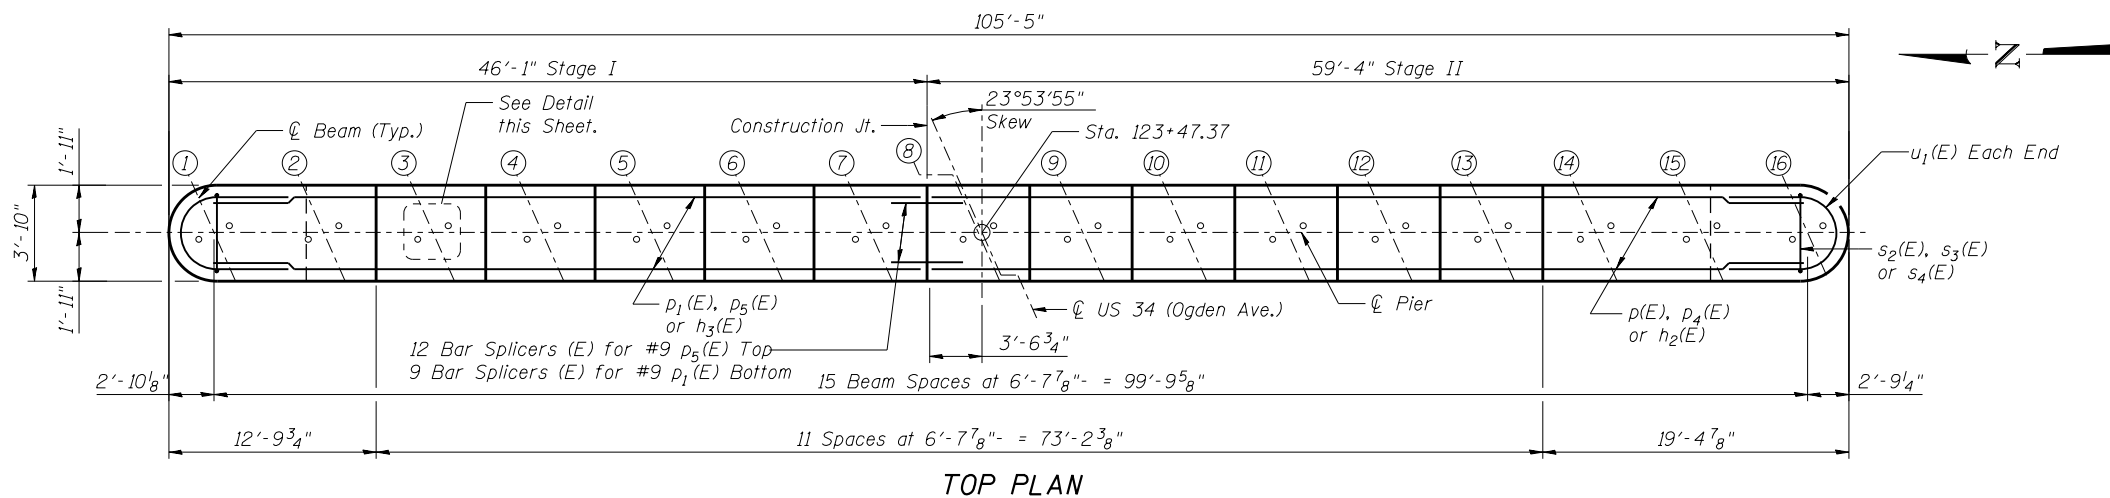 105'-5"
46'-1" Stage I
59'-4" Stage II
N
See Detail
this Sheet.
23°53'55"
Skew
℄ Beam (Typ.)
Construction Jt.
Sta. 123+47.37
1'-11"
3'-10"
1'-11"
1 2 3 4 5 6 7 8 9 10 11 12 13 14 15 16
u₁(E) Each End
s₂(E), s₃(E)
or s₄(E)
p₁(E), p₅(E)
or h₃(E)
℄ US 34 (Ogden Ave.)
℄ Pier
p(E), p₄(E)
or h₂(E)
12 Bar Splicers (E) for #9 p₅(E) Top
9 Bar Splicers (E) for #9 p₁(E) Bottom
3'-6¾"
2'-10⅛"
15 Beam Spaces at 6'-7⅞"- = 99'-9⅝"
2'-9¼"
12'-9¾"
11 Spaces at 6'-7⅞"- = 73'-2⅜"
19'-4⅞"
TOP PLAN